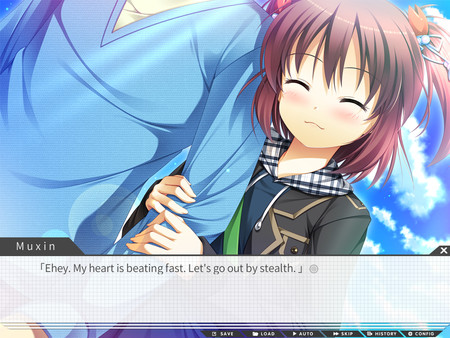 Muxin
「Ehey. My heart is beating fast. Let's go out by stealth. 」
SAVE LOAD AUTO SKIP HISTORY CONFIG